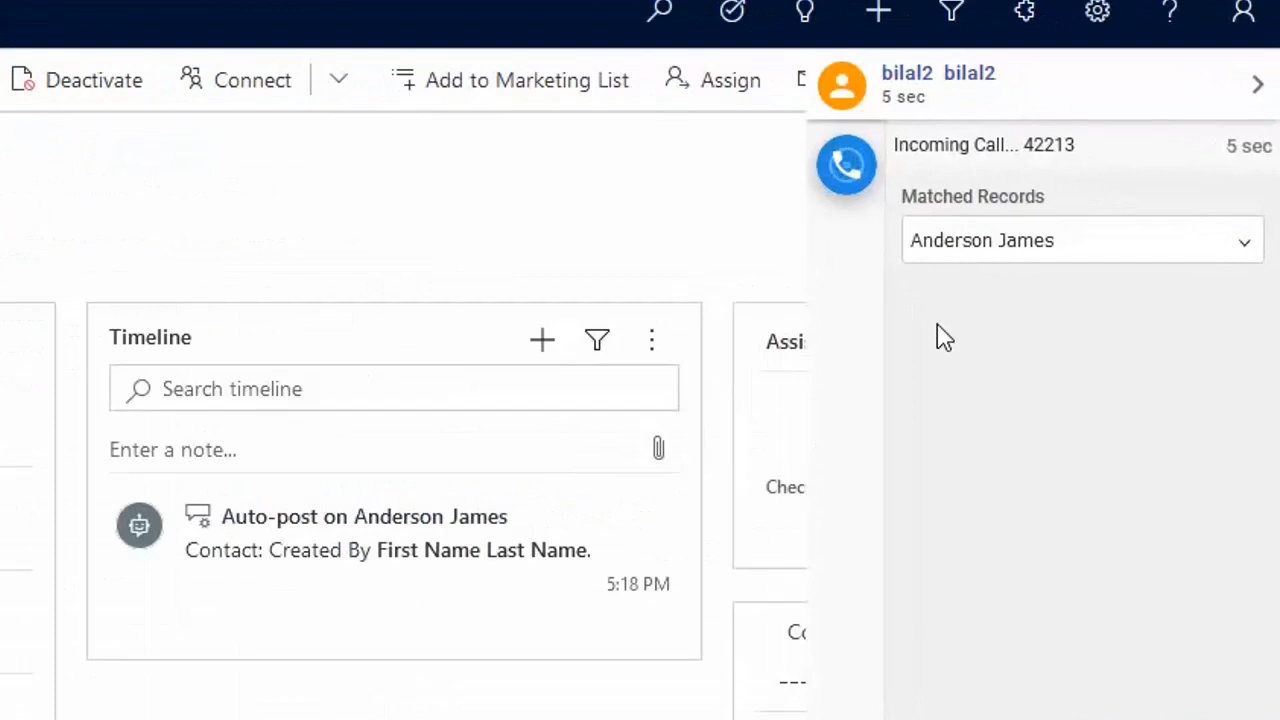 Deactivate
Connect
Add to Marketing List
Assign
bilal2 bilal2
5 sec
Incoming Call... 42213
5 sec
Matched Records
Anderson James
Timeline
Search timeline
Enter a note...
Auto-post on Anderson James
Contact: Created By First Name Last Name.
5:18 PM
Assi
Chec
Co
---